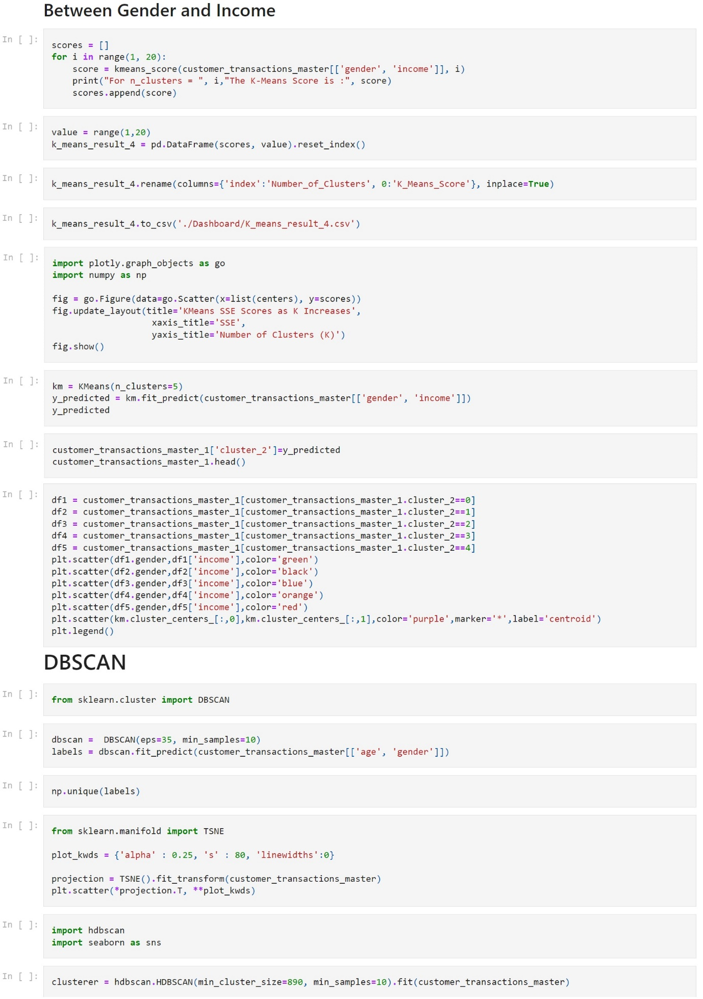 Between Gender and Income
In [ ]:
scores = []
for i in range(1, 20):
    score = kmeans_score(customer_transactions_master[['gender', 'income']], i)
    print("For n_clusters = ", i,"The K-Means Score is :", score)
    scores.append(score)
In [ ]:
value = range(1,20)
k_means_result_4 = pd.DataFrame(scores, value).reset_index()
In [ ]:
k_means_result_4.rename(columns={'index':'Number_of_Clusters', 0:'K_Means_Score'}, inplace=True)
In [ ]:
k_means_result_4.to_csv('./Dashboard/K_means_result_4.csv')
In [ ]:
import plotly.graph_objects as go
import numpy as np
fig = go.Figure(data=go.Scatter(x=list(centers), y=scores))
fig.update_layout(title='KMeans SSE Scores as K Increases',
                   xaxis_title='SSE',
                   yaxis_title='Number of Clusters (K)')
fig.show()
In [ ]:
km = KMeans(n_clusters=5)
y_predicted = km.fit_predict(customer_transactions_master[['gender', 'income']])
y_predicted
In [ ]:
customer_transactions_master_1['cluster_2']=y_predicted
customer_transactions_master_1.head()
In [ ]:
df1 = customer_transactions_master_1[customer_transactions_master_1.cluster_2==0]
df2 = customer_transactions_master_1[customer_transactions_master_1.cluster_2==1]
df3 = customer_transactions_master_1[customer_transactions_master_1.cluster_2==2]
df4 = customer_transactions_master_1[customer_transactions_master_1.cluster_2==3]
df5 = customer_transactions_master_1[customer_transactions_master_1.cluster_2==4]
plt.scatter(df1.gender,df1['income'],color='green')
plt.scatter(df2.gender,df2['income'],color='black')
plt.scatter(df3.gender,df3['income'],color='blue')
plt.scatter(df4.gender,df4['income'],color='orange')
plt.scatter(df5.gender,df5['income'],color='red')
plt.scatter(km.cluster_centers_[:,0],km.cluster_centers_[:,1],color='purple',marker='*',label='centroid')
plt.legend()
DBSCAN
In [ ]:
from sklearn.cluster import DBSCAN
In [ ]:
dbscan =  DBSCAN(eps=35, min_samples=10)
labels = dbscan.fit_predict(customer_transactions_master[['age', 'gender']])
In [ ]:
np.unique(labels)
In [ ]:
from sklearn.manifold import TSNE
plot_kwds = {'alpha' : 0.25, 's' : 80, 'linewidths':0}
projection = TSNE().fit_transform(customer_transactions_master)
plt.scatter(*projection.T, **plot_kwds)
In [ ]:
import hdbscan
import seaborn as sns
In [ ]:
clusterer = hdbscan.HDBSCAN(min_cluster_size=890, min_samples=10).fit(customer_transactions_master)